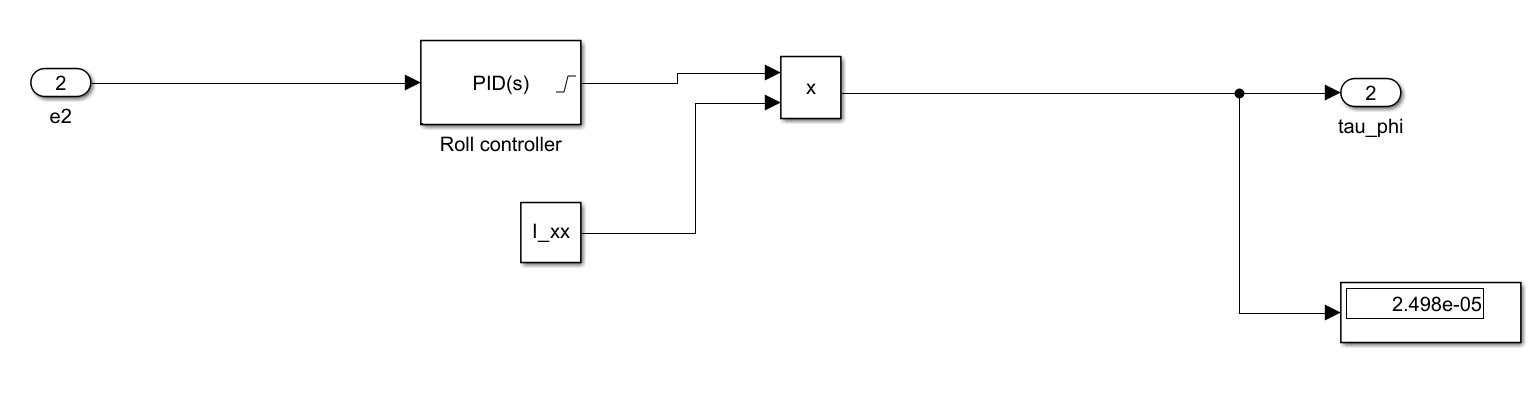 2
e2
PID(s)
Roll controller
I_xx
x
2
tau_phi
2.498e-05